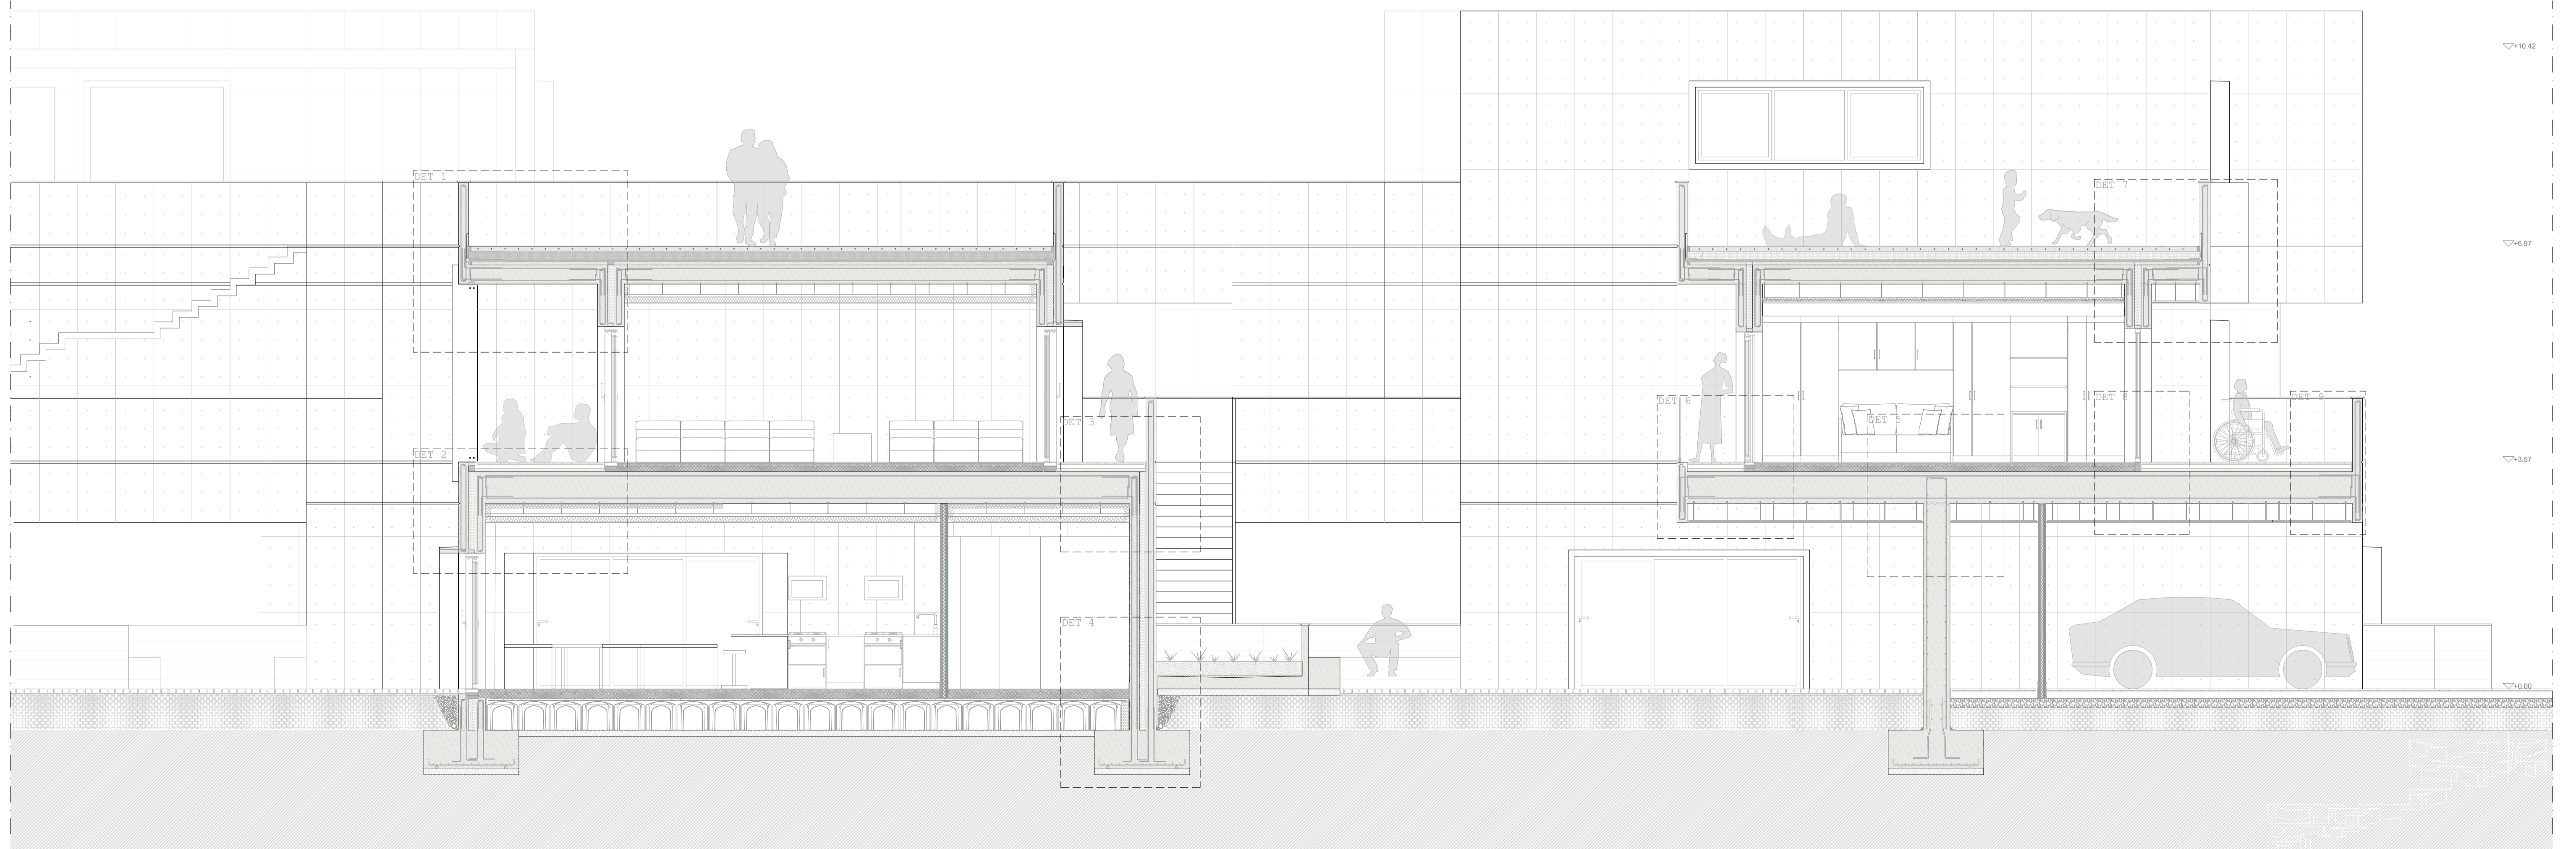 +10.42
DET 1
DET 7
+6.97
DET 8
DET 9
DET 6
DET 5
DET 3
DET 2
+3.57
DET 4
+0.00